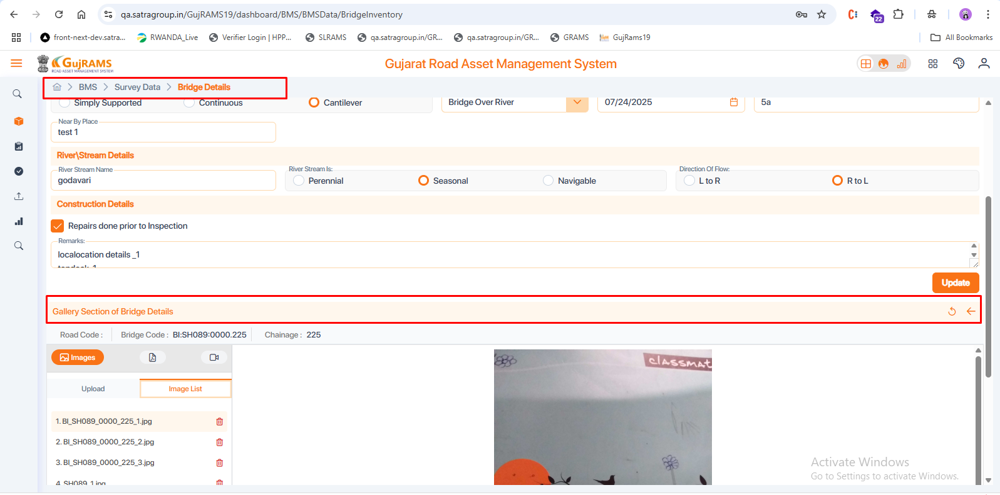 qa.satragroup.in/GujRAMS19/dashboard/BMS/BMSData/BridgeInventory
22
front-next-dev.satra... RWANDA_Live Verifier Login | HPP... SLRAMS qa.satragroup.in/GR... qa.satragroup.in/GR... GRAMS GujRams19 All Bookmarks
GujRAMS
ROAD ASSET MANAGEMENT SYSTEM
Gujarat Road Asset Management System
BMS Survey Data Bridge Details
Simply Supported Continuous Cantilever Bridge Over River 07/24/2025 5a
Near By Place
test 1
River\Stream Details
River Stream Name River Stream Is: Direction Of Flow:
godavari Perennial Seasonal Navigable L to R R to L
Construction Details
Repairs done prior to Inspection
Remarks:
localocation details _1
Update
Gallery Section of Bridge Details
Road Code : Bridge Code : BI:SH089:0000.225 Chainage : 225
Images
classmat
Upload Image List
1. BI_SH089_0000_225_1.jpg
2. BI_SH089_0000_225_2.jpg
3. BI_SH089_0000_225_3.jpg
4. SH089_1.jpg
Activate Windows
Go to Settings to activate Windows.